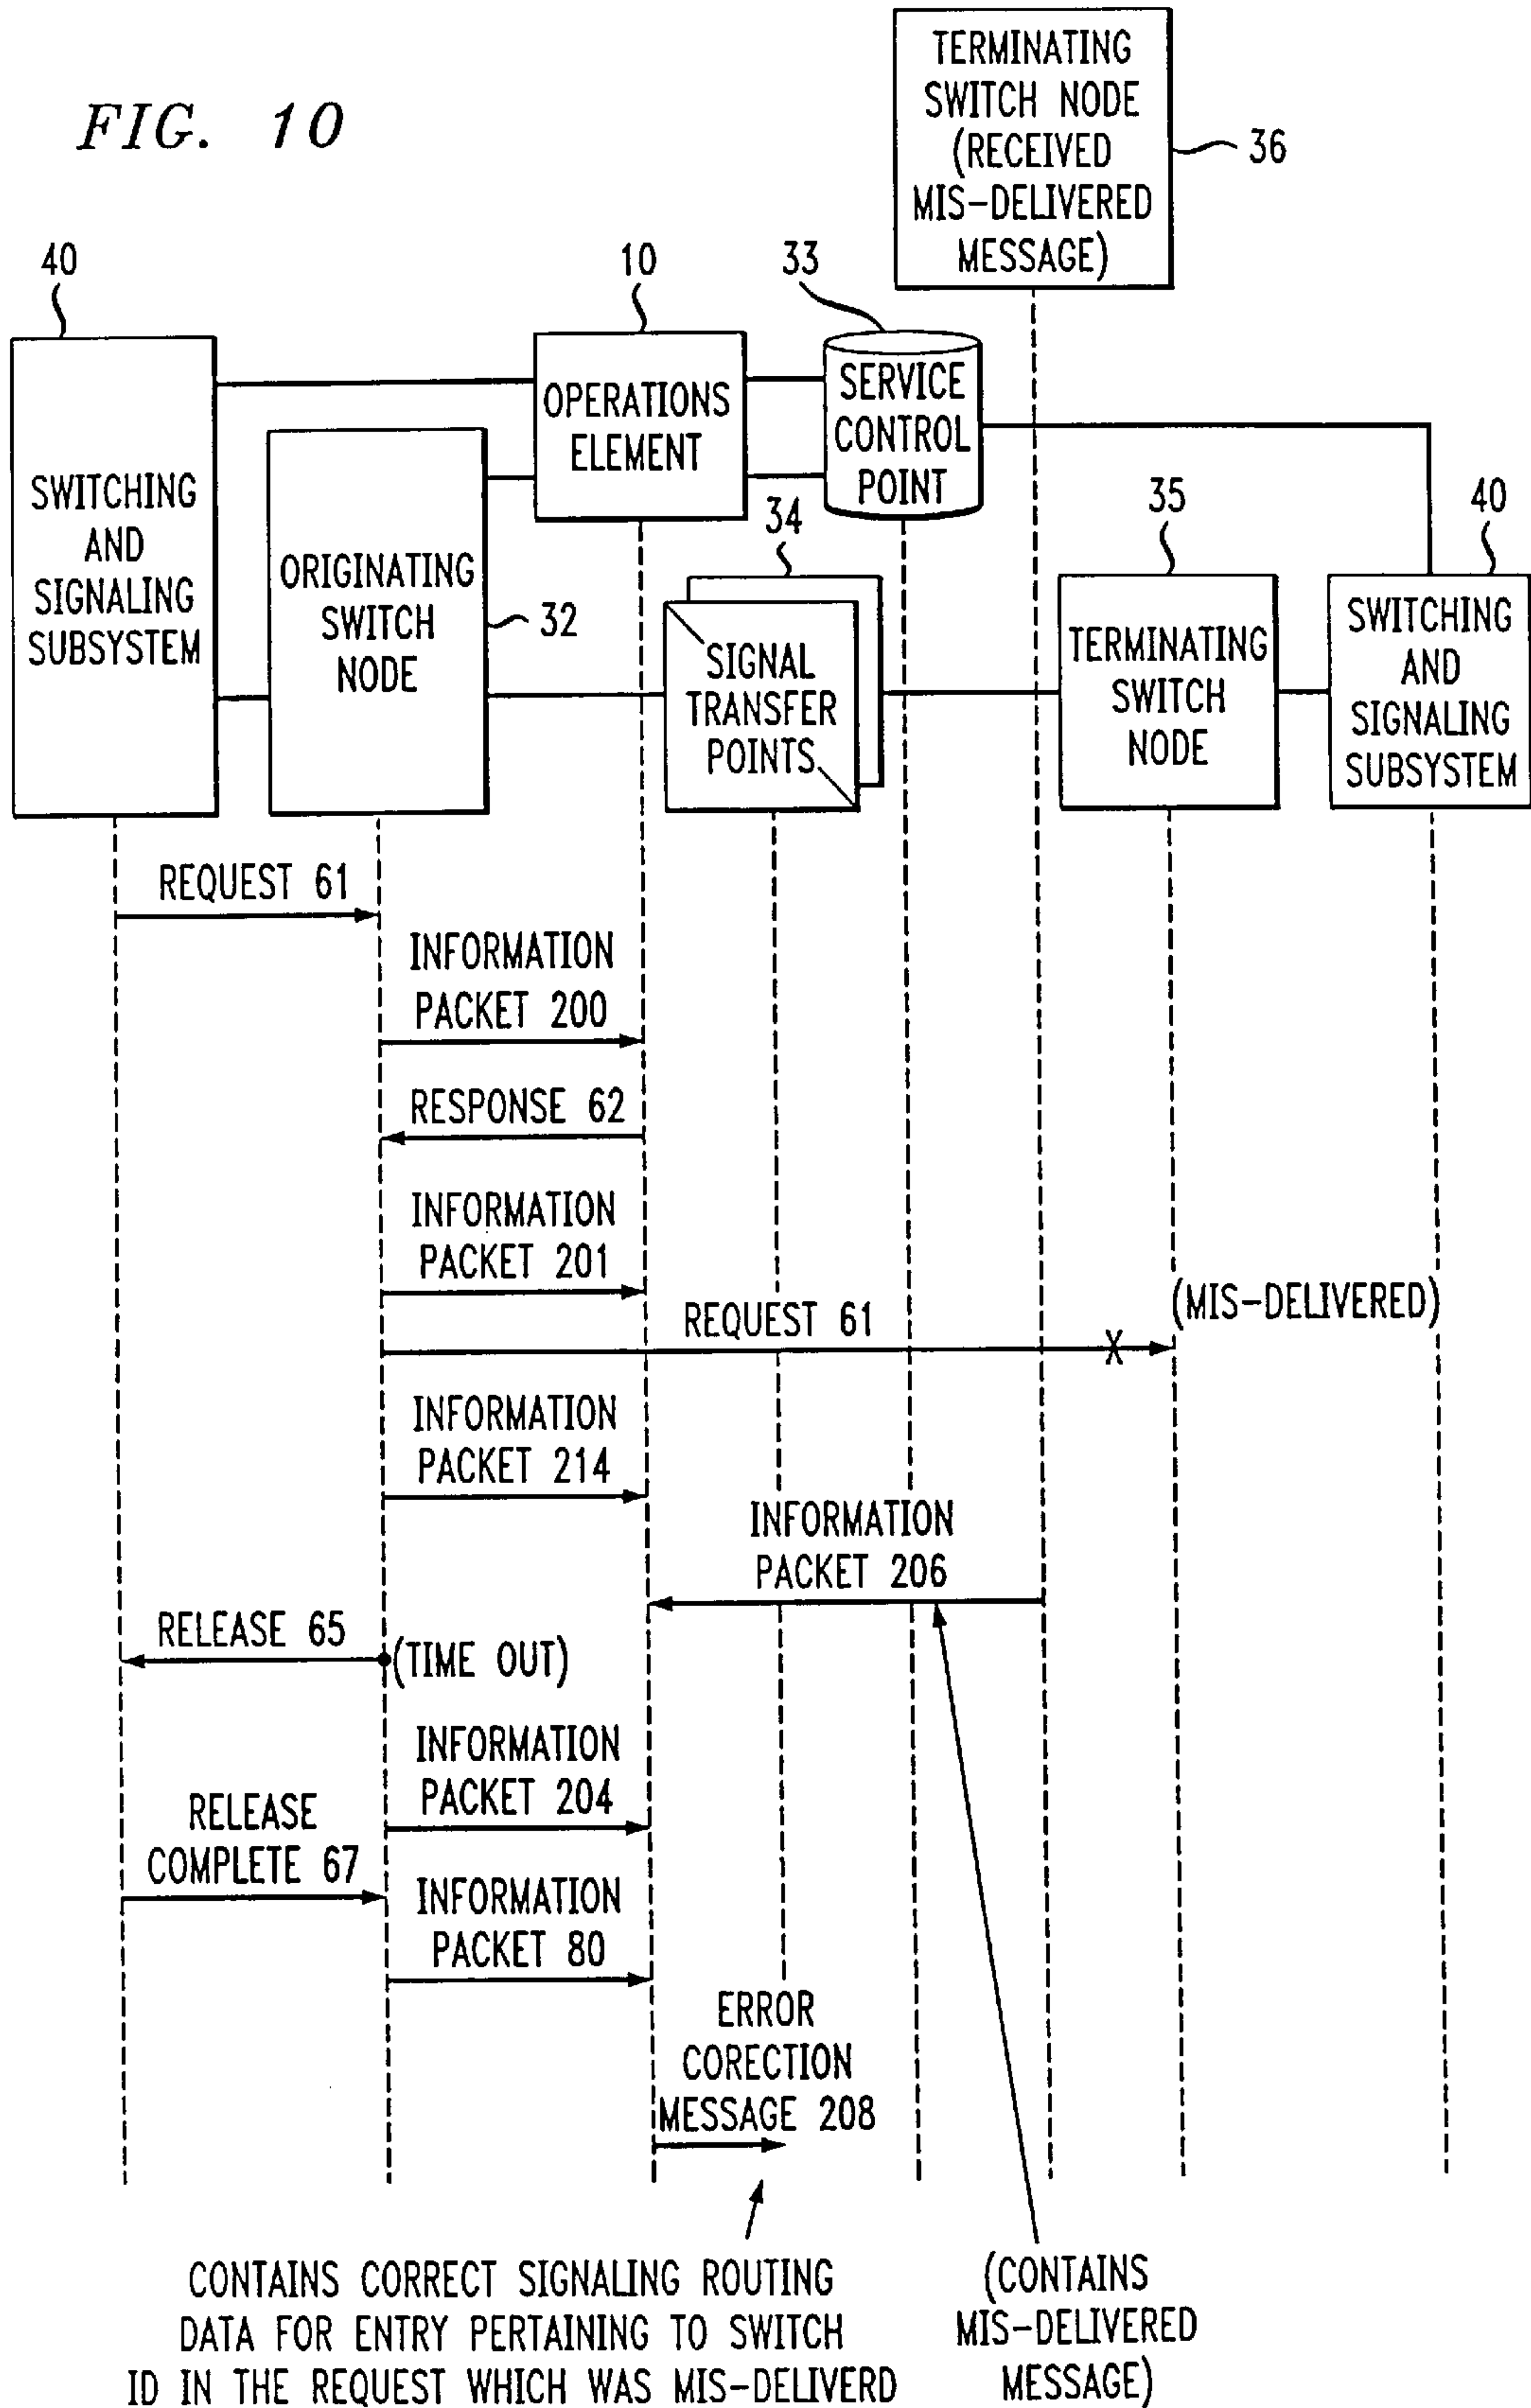 FIG. 10
TERMINATING
SWITCH NODE
(RECEIVED
MIS-DELIVERED
MESSAGE)
36
40
10
33
SWITCHING
AND
SIGNALING
SUBSYSTEM
ORIGINATING
SWITCH
NODE
32
OPERATIONS
ELEMENT
SERVICE
CONTROL
POINT
34
SIGNAL
TRANSFER
POINTS
35
TERMINATING
SWITCH
NODE
40
SWITCHING
AND
SIGNALING
SUBSYSTEM
REQUEST 61
INFORMATION
PACKET 200
RESPONSE 62
INFORMATION
PACKET 201
REQUEST 61
X
(MIS-DELIVERED)
INFORMATION
PACKET 214
INFORMATION
PACKET 206
RELEASE 65
(TIME OUT)
INFORMATION
PACKET 204
RELEASE
COMPLETE 67
INFORMATION
PACKET 80
ERROR
CORECTION
MESSAGE 208
CONTAINS CORRECT SIGNALING ROUTING
DATA FOR ENTRY PERTAINING TO SWITCH
ID IN THE REQUEST WHICH WAS MIS-DELIVERD
(CONTAINS
MIS-DELIVERED
MESSAGE)